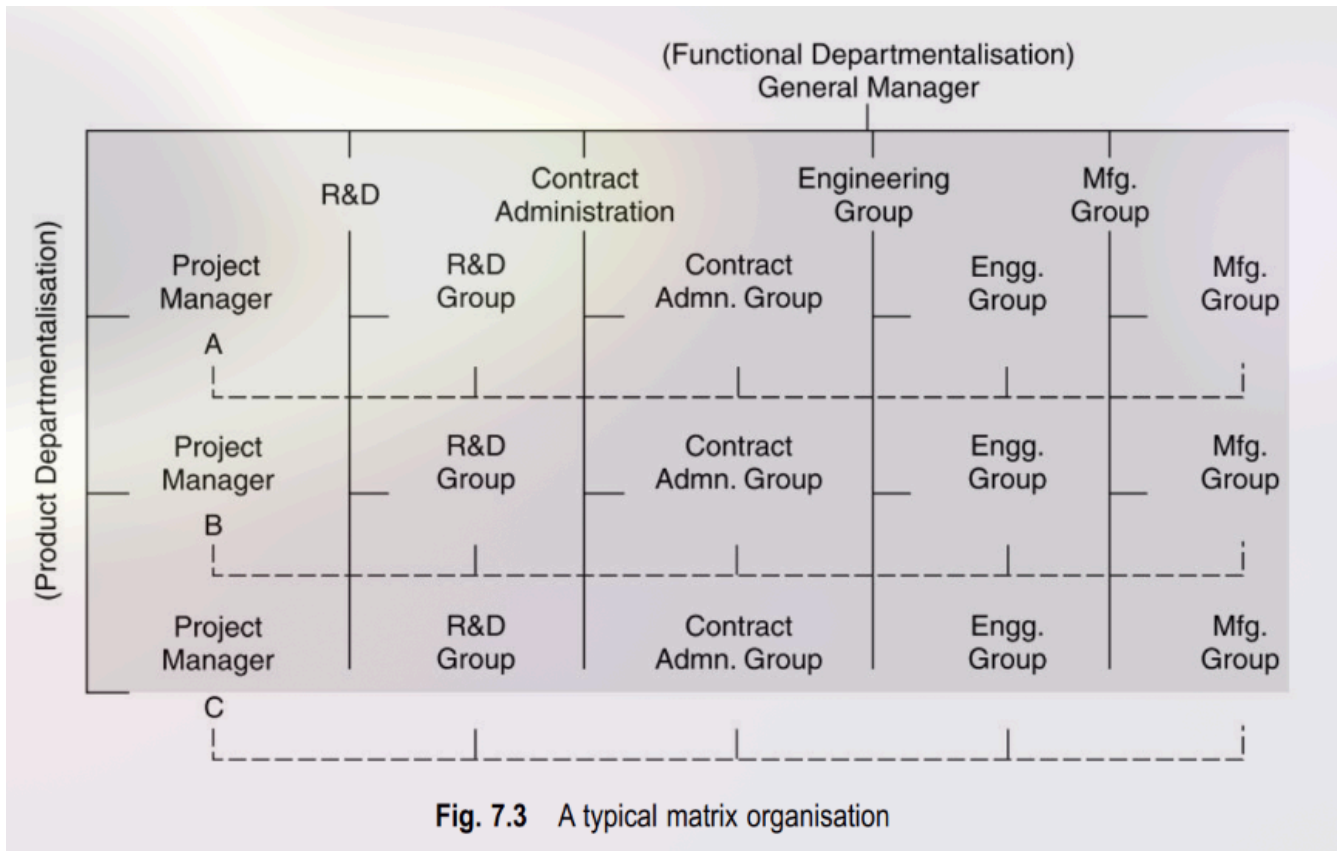 (Functional Departmentalisation)
General Manager
(Product Departmentalisation)
R&D
Contract
Administration
Engineering
Group
Mfg.
Group
Project
Manager
A
R&D
Group
Contract
Admn. Group
Engg.
Group
Mfg.
Group
Project
Manager
B
R&D
Group
Contract
Admn. Group
Engg.
Group
Mfg.
Group
Project
Manager
C
R&D
Group
Contract
Admn. Group
Engg.
Group
Mfg.
Group
Fig. 7.3 A typical matrix organisation